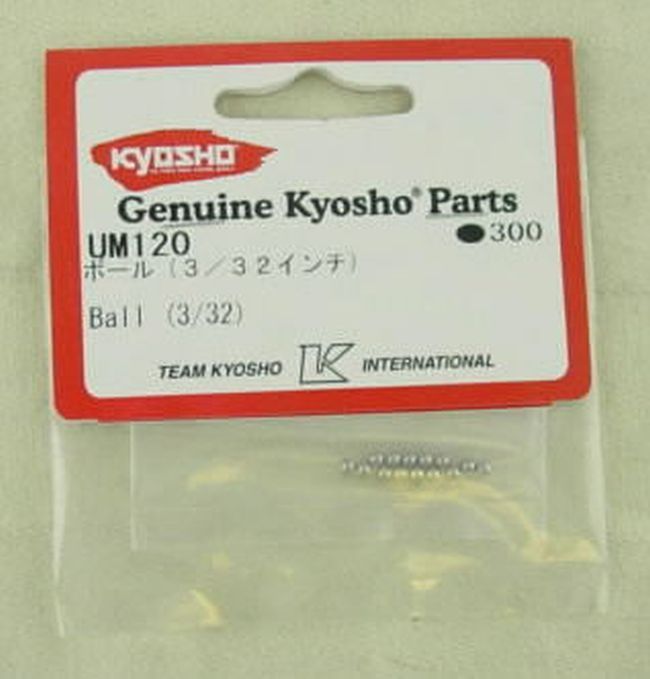 KYOSHO
Genuine Kyosho® Parts
UM120
●300
ボール(3/32インチ)
Ball (3/32)
TEAM KYOSHO K INTERNATIONAL